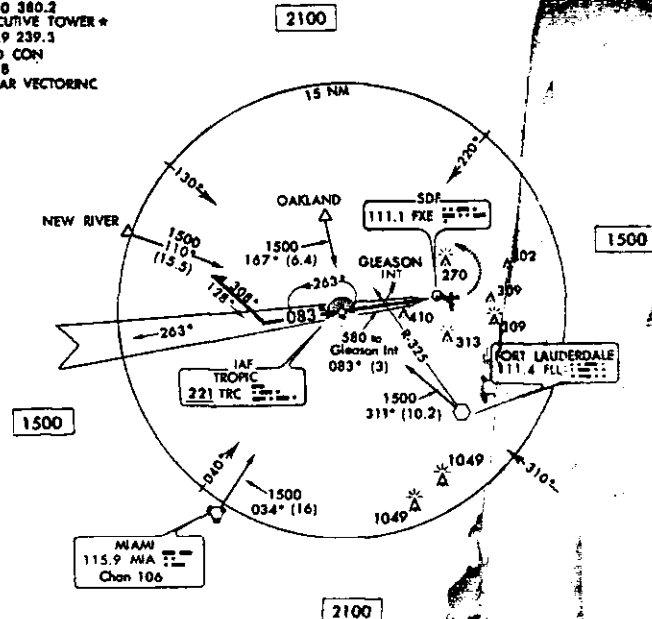 0 380.2
CUTIVE TOWER★
9 239.3
CON
AR VECTORING
2100
15 NM
130°
220°
OAKLAND
SDF
111.1 FXE
NEW RIVER
1500
110°
(15.5)
1500
167° (6.4)
GLEASON
INT
270
302
1500
308°
128°
263°
083°
410
309
209
313
263°
580 to
Gleason Int
083° (3)
R-325
IAF
TROPIC
221 TRC
FORT LAUDERDALE
111.4 FLL
1500
311° (10.2)
1500
040°
1500
034° (16)
1049
1049
310°
MIAMI
115.9 MIA
Chan 106
2100